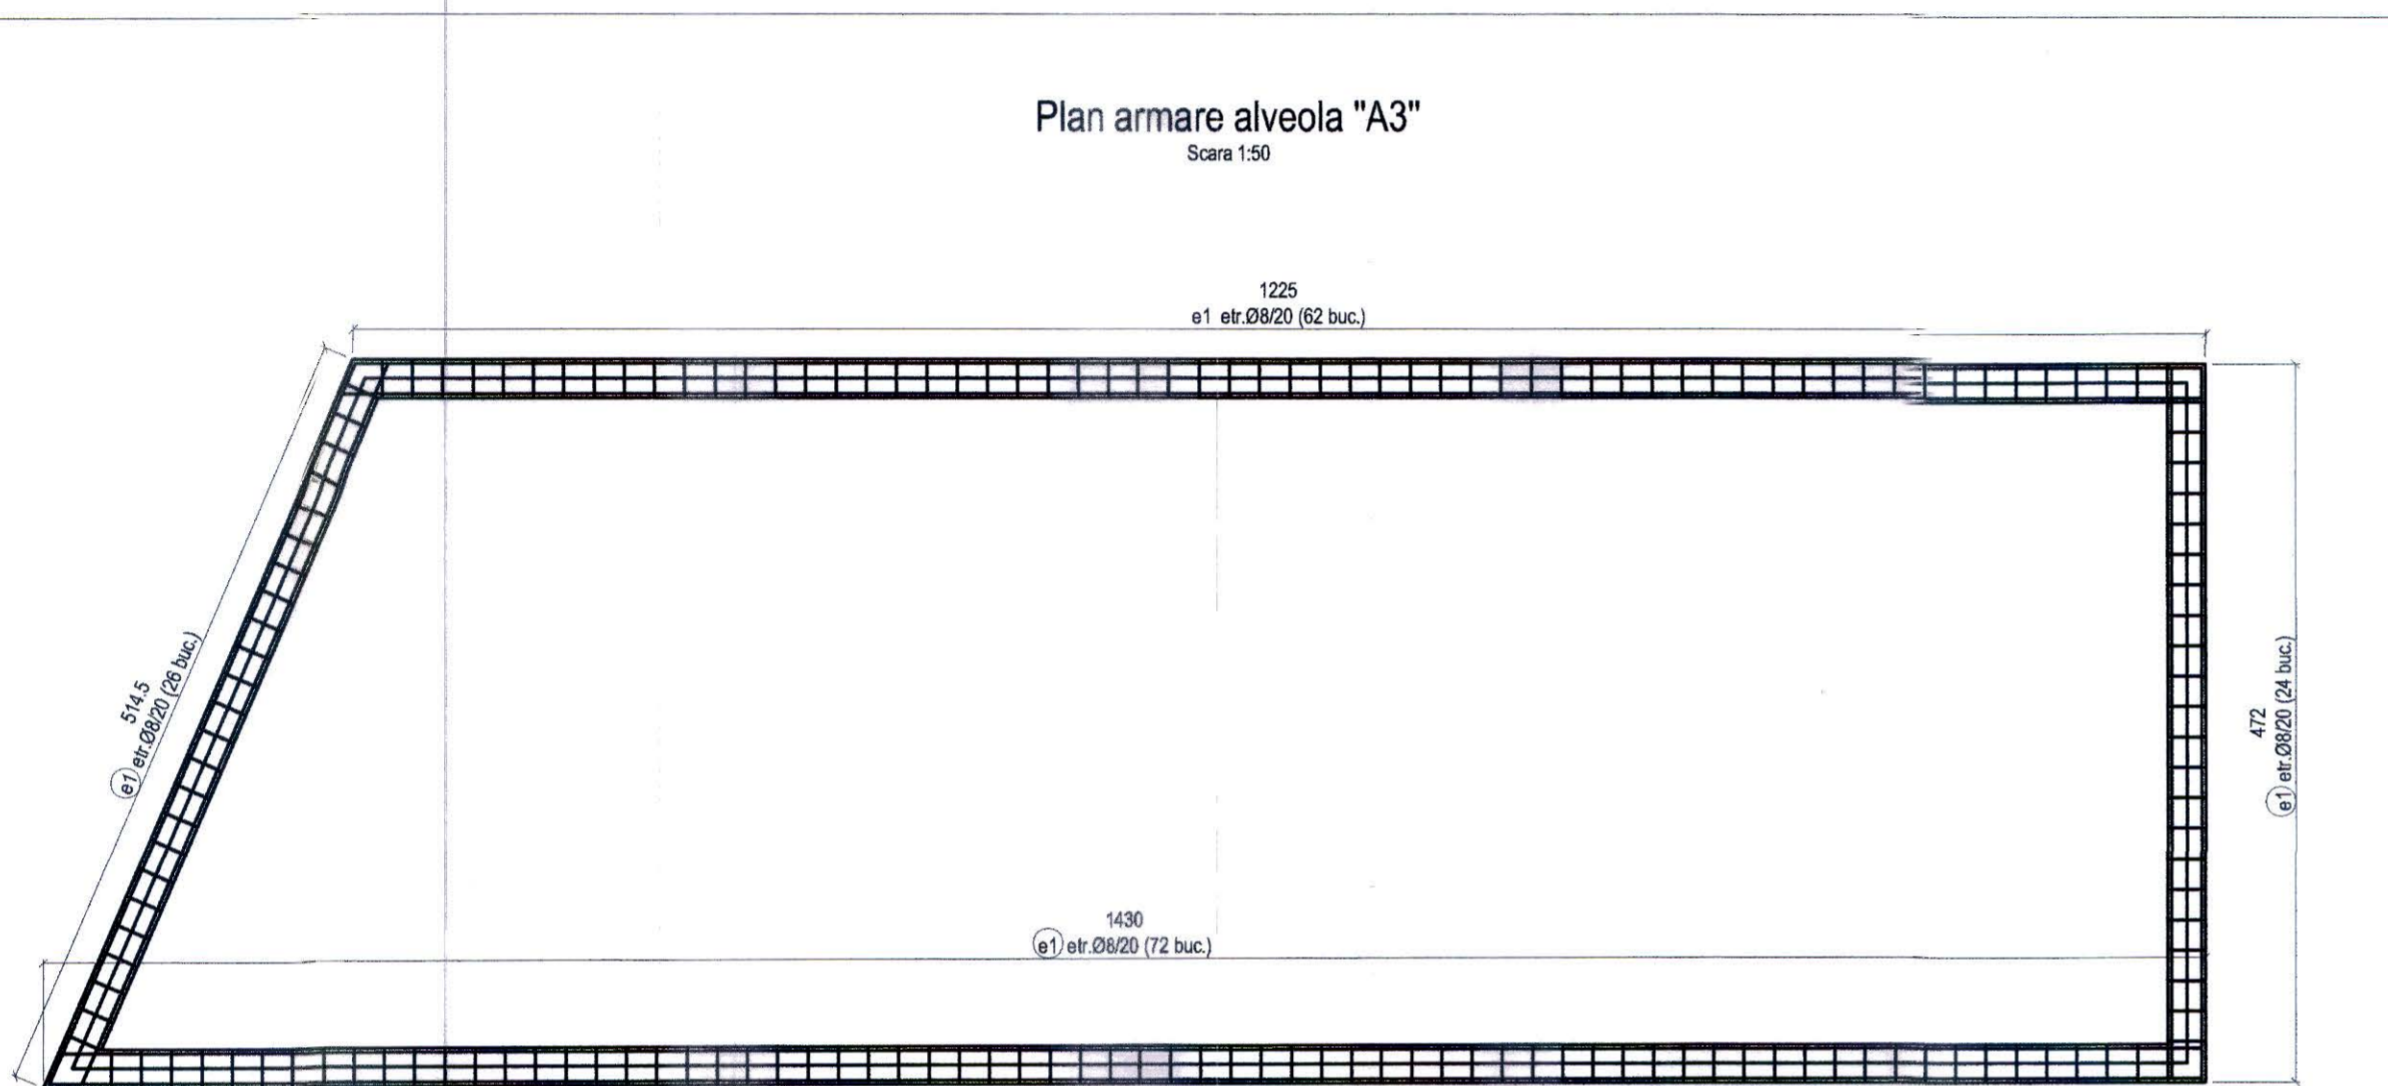 Plan armare alveola "A3"
Scara 1:50
1225
e1 etr.Ø8/20 (62 buc.)
514.5
e1 etr.Ø8/20 (26 buc.)
472
e1 etr.Ø8/20 (24 buc.)
1430
e1 etr.Ø8/20 (72 buc.)